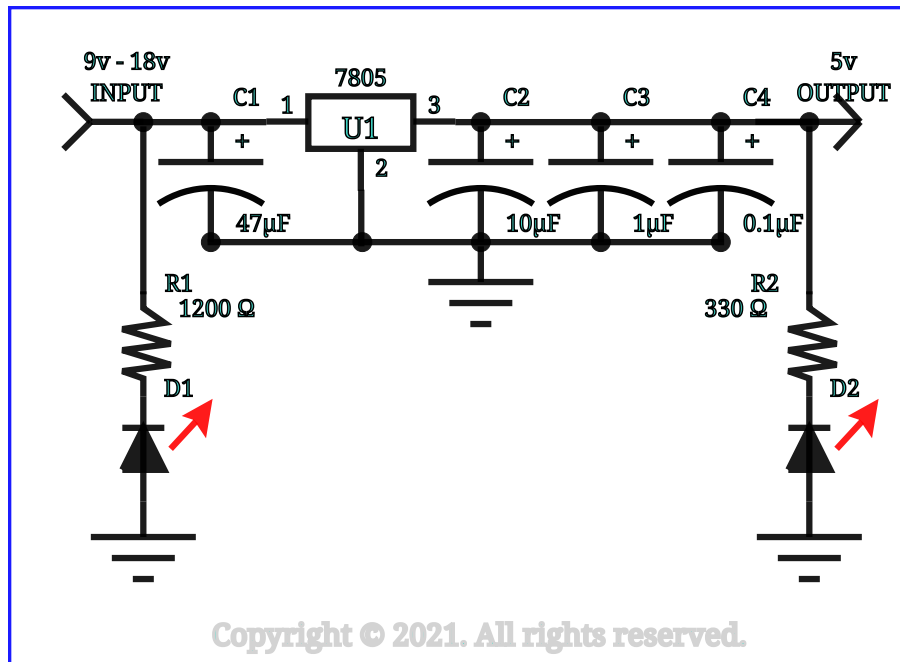 9v - 18v
INPUT
7805
5v
OUTPUT
C1
1
U1
3
C2
C3
C4
+
+
+
+
2
47μF
10μF
1μF
0.1μF
R1
1200 Ω
R2
330 Ω
D1
D2
Copyright © 2021. All rights reserved.